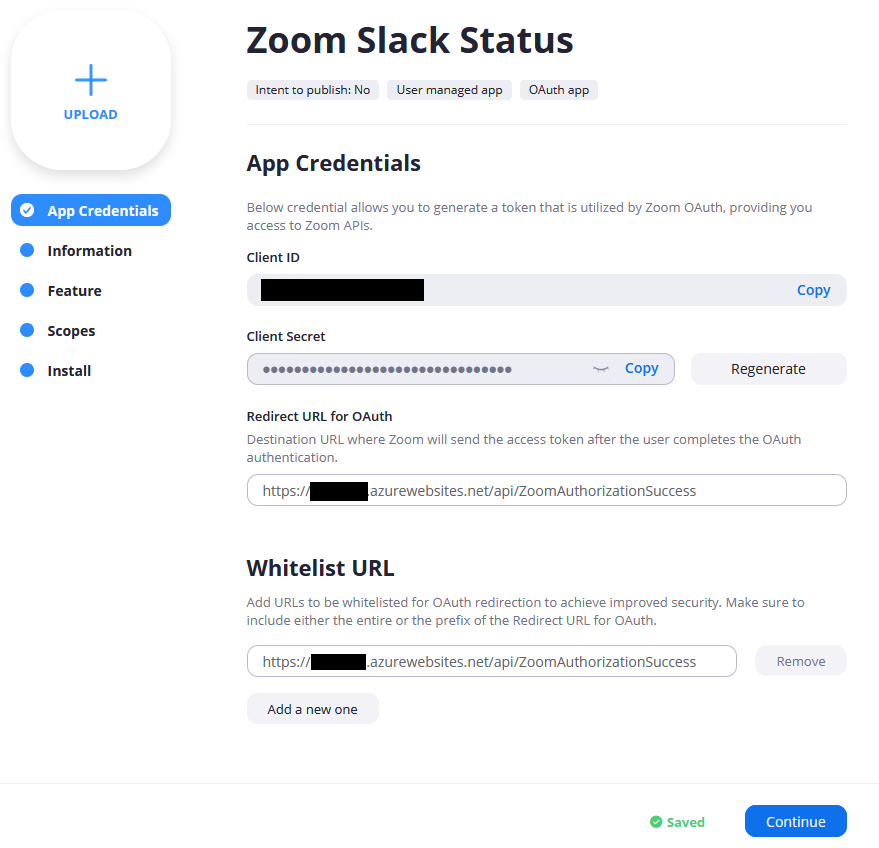 UPLOAD
App Credentials
Information
Feature
Scopes
Install
Zoom Slack Status
Intent to publish: No
User managed app
OAuth app
App Credentials
Below credential allows you to generate a token that is utilized by Zoom OAuth, providing you
access to Zoom APIs.
Client ID
Copy
Client Secret
Copy
Regenerate
Redirect URL for OAuth
Destination URL where Zoom will send the access token after the user completes the OAuth
authentication.
https:// .azurewebsites.net/api/ZoomAuthorizationSuccess
Whitelist URL
Add URLs to be whitelisted for OAuth redirection to achieve improved security. Make sure to
include either the entire or the prefix of the Redirect URL for OAuth.
https:// .azurewebsites.net/api/ZoomAuthorizationSuccess
Remove
Add a new one
Saved
Continue